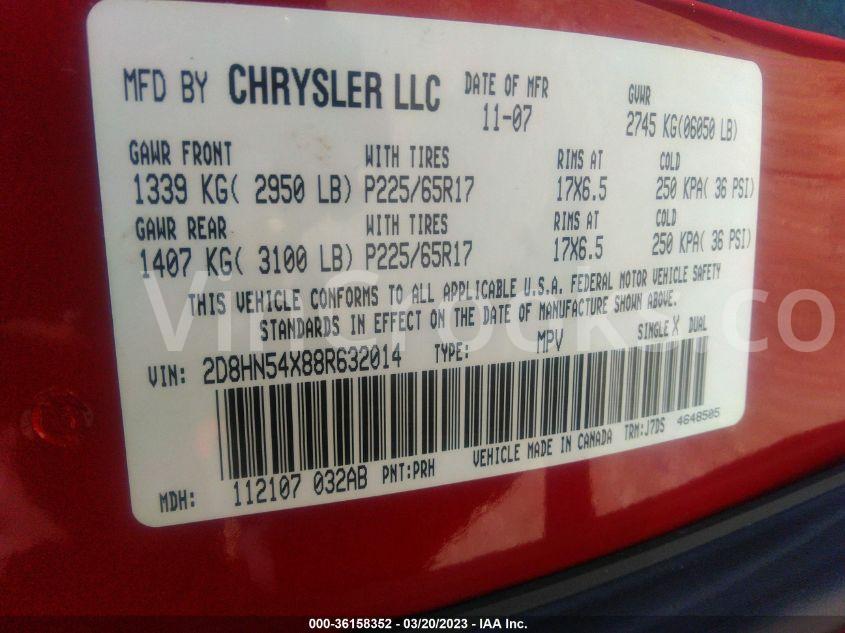 MFD BY CHRYSLER LLC DATE OF MFR GVWR
11-07 2745 KG(06050 LB)
GAWR FRONT WITH TIRES RIMS AT COLD
1339 KG( 2950 LB) P225/65R17 17X6.5 250 KPA( 36 PSI)
GAWR REAR WITH TIRES RIMS AT COLD
1407 KG( 3100 LB) P225/65R17 17X6.5 250 KPA( 36 PSI)
THIS VEHICLE CONFORMS TO ALL APPLICABLE U.S.A. FEDERAL MOTOR VEHICLE SAFETY
STANDARDS IN EFFECT ON THE DATE OF MANUFACTURE SHOWN ABOVE.
VIN: 2D8HN54X88R632014 TYPE: MPV SINGLE X DUAL
MDH: 112107 032AB PNT:PRH VEHICLE MADE IN CANADA TRM:J7DS 4648505
000-36158352 / 03/20/2023 - IAA Inc.